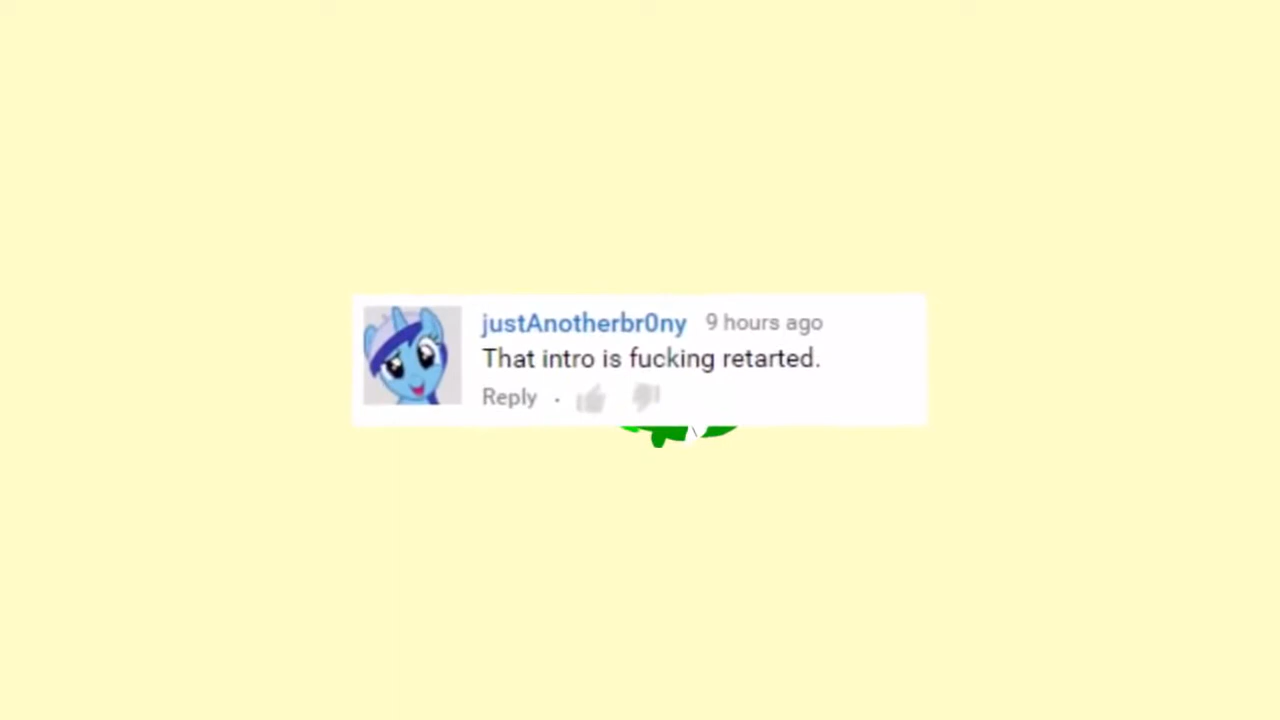 justAnotherbr0ny 9 hours ago
That intro is fucking retarted.
Reply